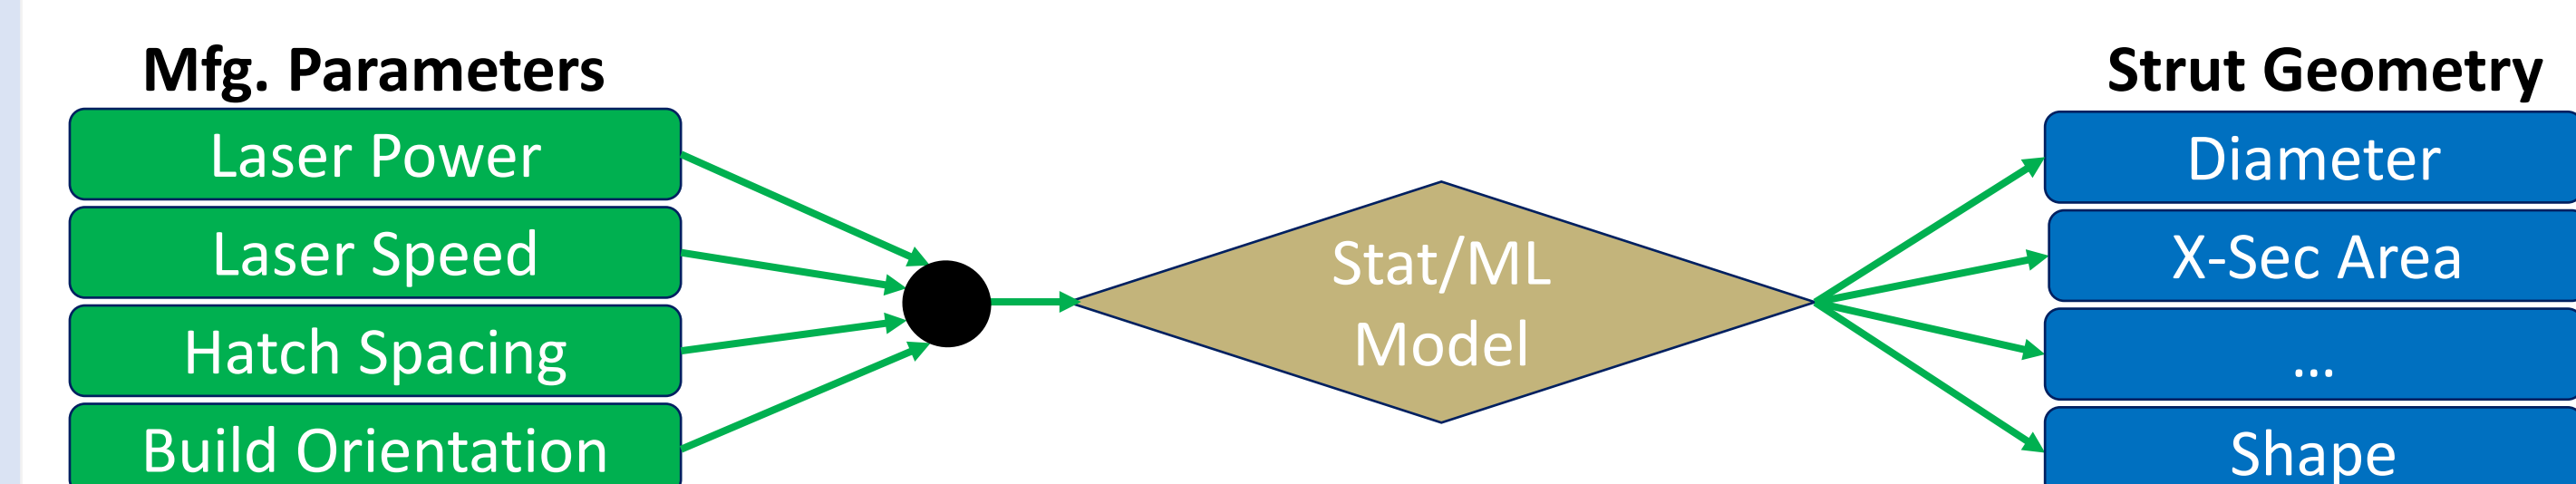 Mfg. Parameters
Laser Power
Laser Speed
Hatch Spacing
Build Orientation
Stat/ML
Model
Strut Geometry
Diameter
X-Sec Area
...
Shape